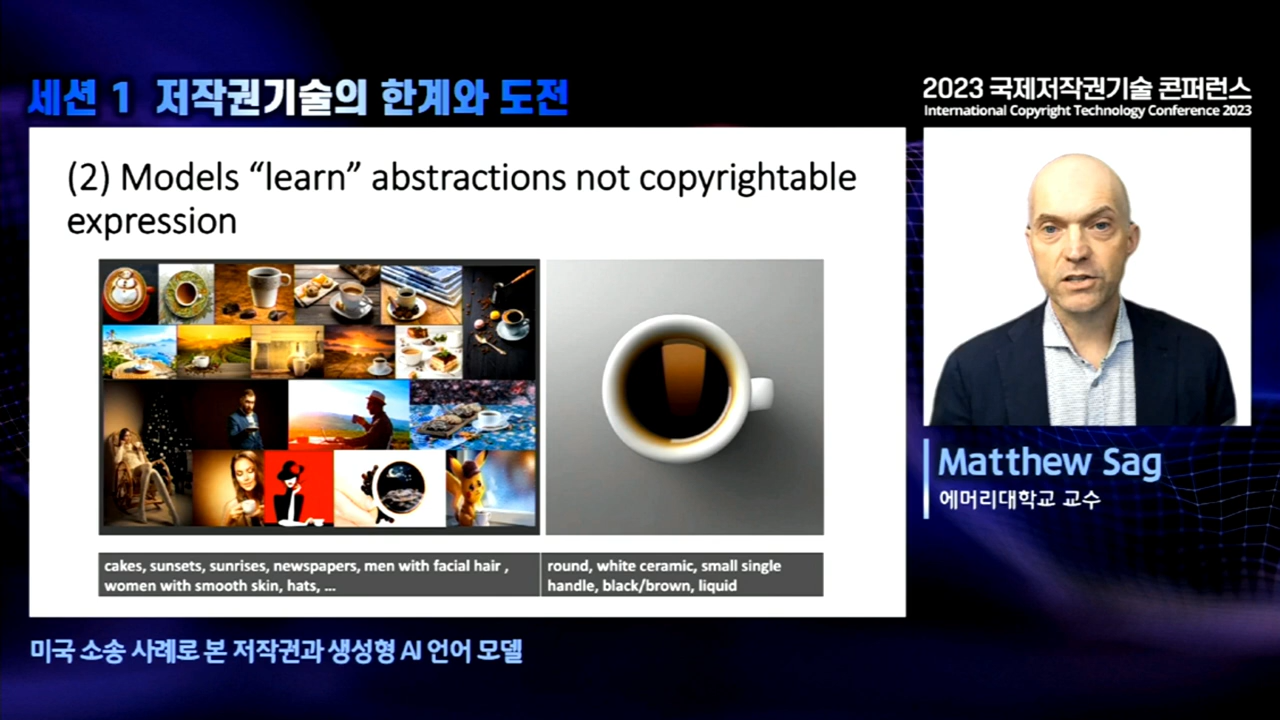 세션 1 저작권기술의 한계와 도전
2023 국제저작권기술 콘퍼런스
International Copyright Technology Conference 2023
(2) Models “learn” abstractions not copyrightable
expression
cakes, sunsets, sunrises, newspapers, men with facial hair ,
women with smooth skin, hats, ...
round, white ceramic, small single
handle, black/brown, liquid
Matthew Sag
에머리대학교 교수
미국 소송 사례로 본 저작권과 생성형 AI 언어 모델